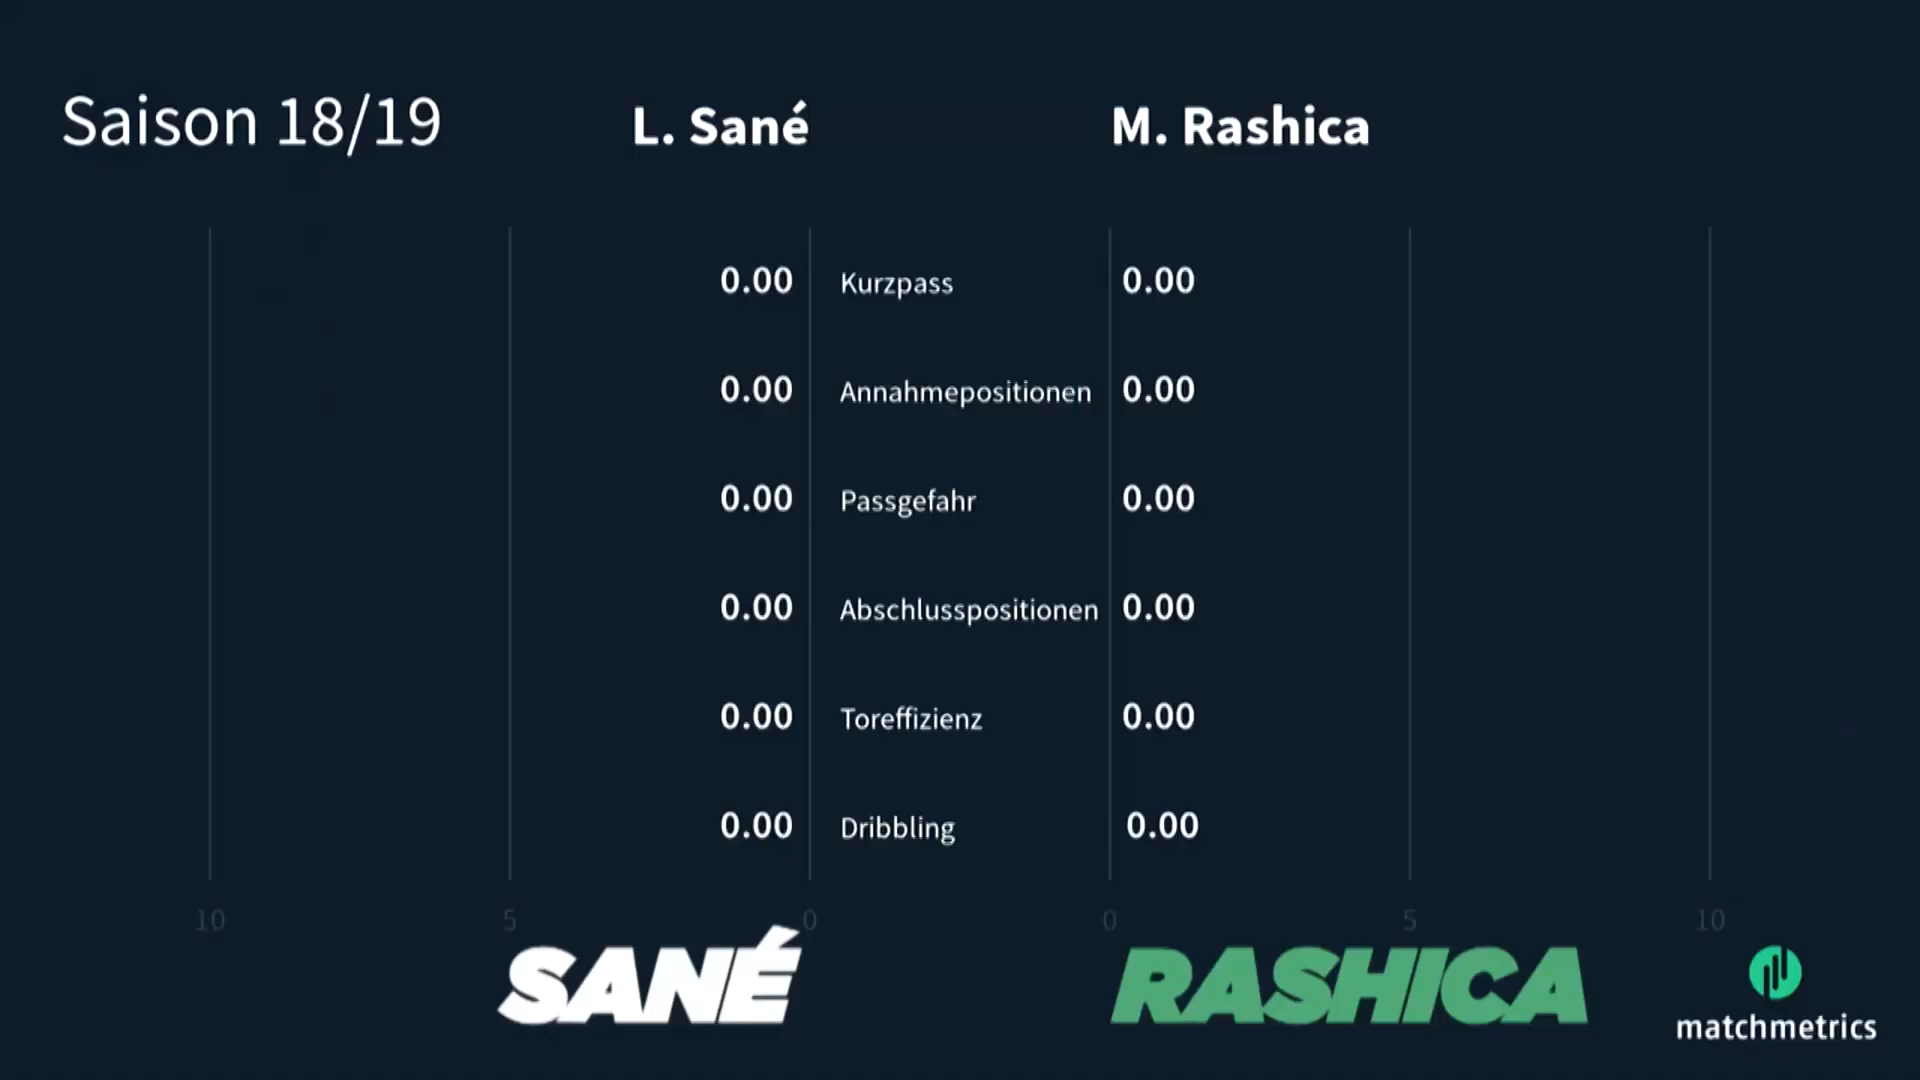 Saison 18/19 L. Sané M. Rashica
0.00 Kurzpass 0.00
0.00 Annahmepositionen 0.00
0.00 Passgefahr 0.00
0.00 Abschlusspositionen 0.00
0.00 Toreffizienz 0.00
0.00 Dribbling 0.00
10 5 0 0 5 10
SANÉ RASHICA
matchmetrics